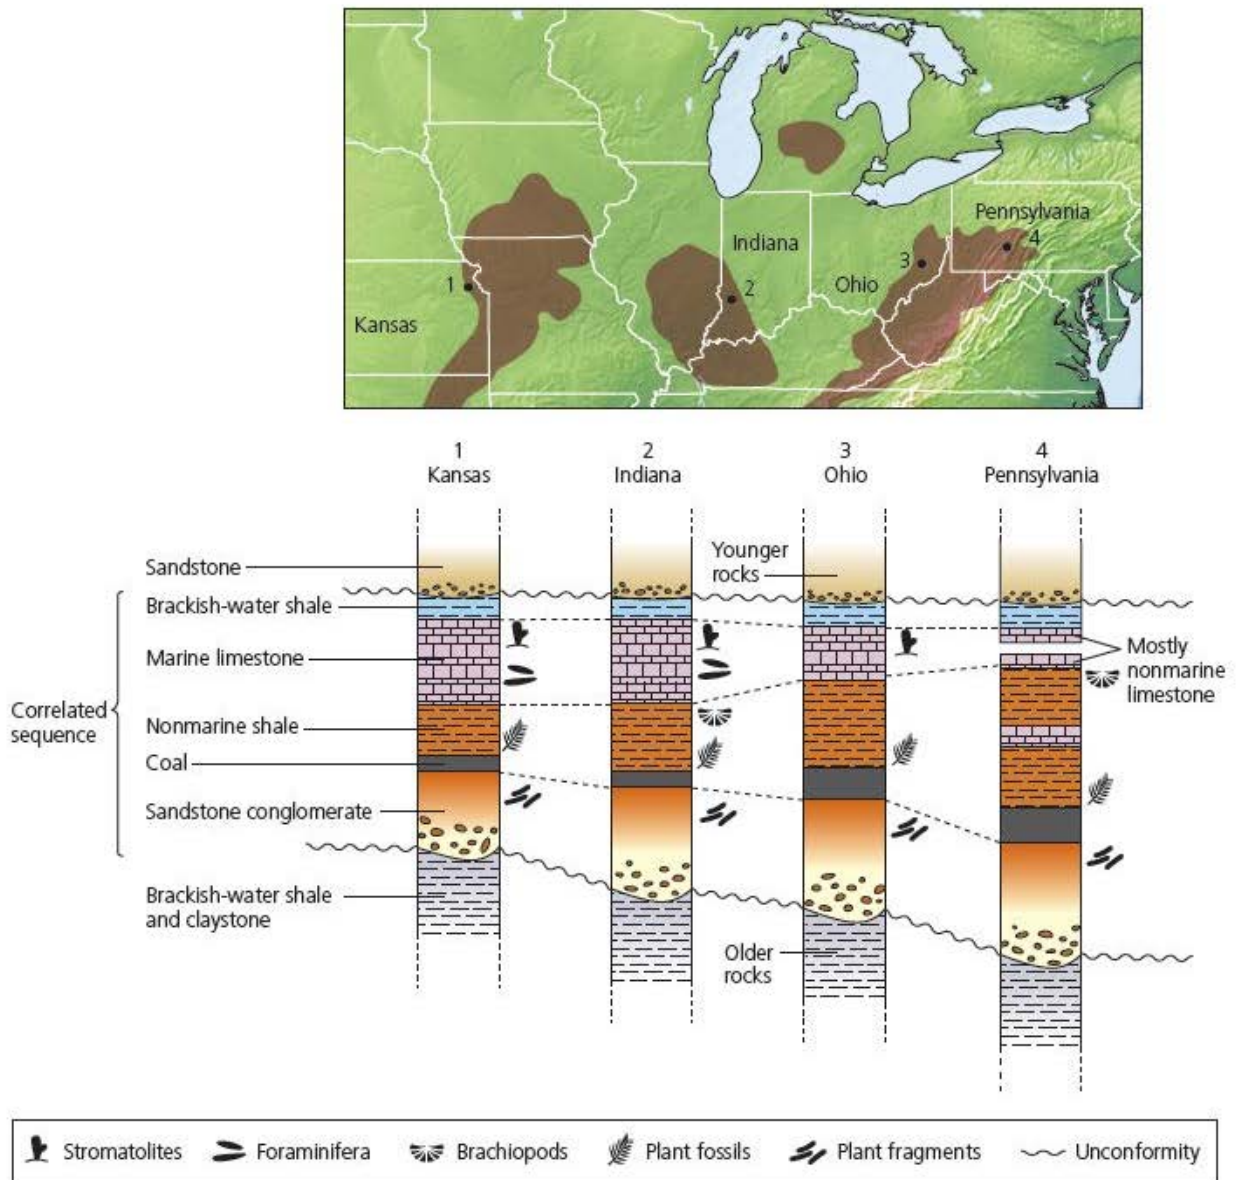 Pennsylvania
4
Indiana
3
Ohio
1
2
Kansas
1
Kansas
2
Indiana
3
Ohio
4
Pennsylvania
Sandstone
Younger
rocks
Brackish-water shale
Marine limestone
Mostly
nonmarine
limestone
Correlated
sequence
Nonmarine shale
Coal
Sandstone conglomerate
Brackish-water shale
and claystone
Older
rocks
Stromatolites
Foraminifera
Brachiopods
Plant fossils
Plant fragments
Unconformity